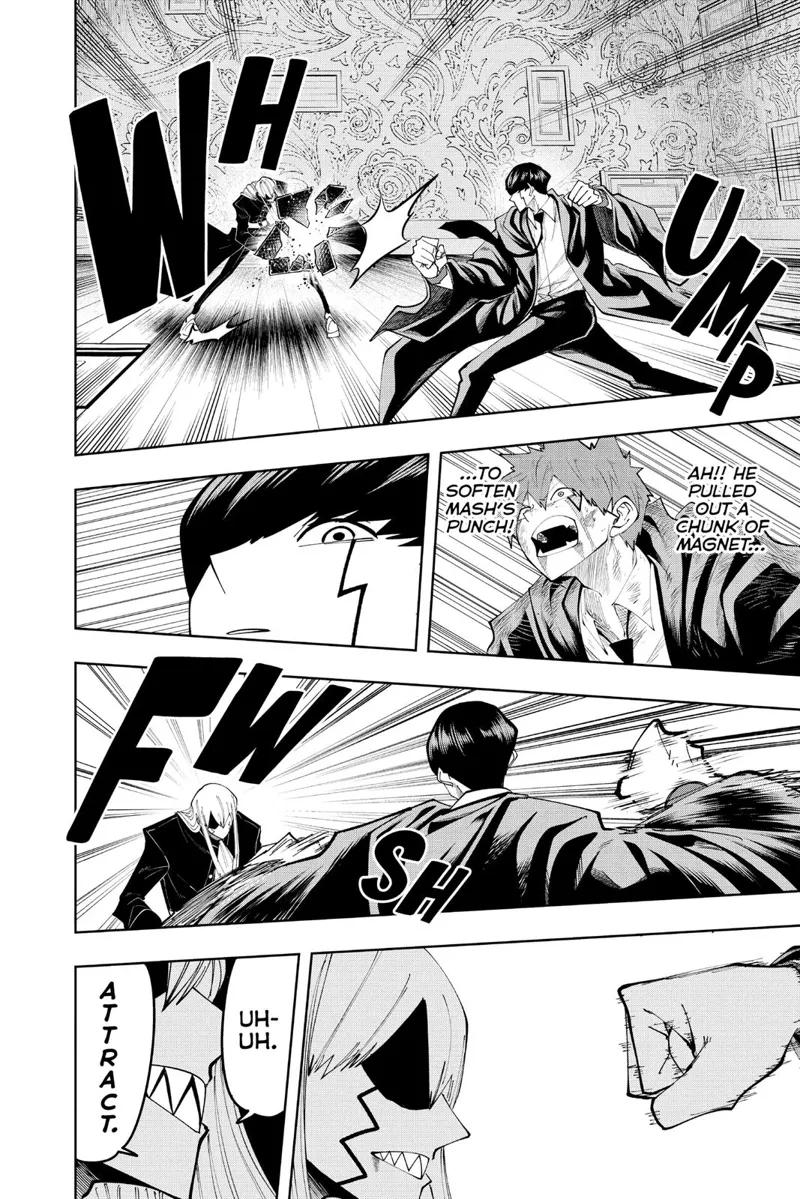 WH
UMP
AH!! HE
PULLED
OUT A
CHUNK OF
MAGNET...
...TO
SOFTEN
MASH'S
PUNCH!
FW
SH
UH-
UH.
ATTRACT.